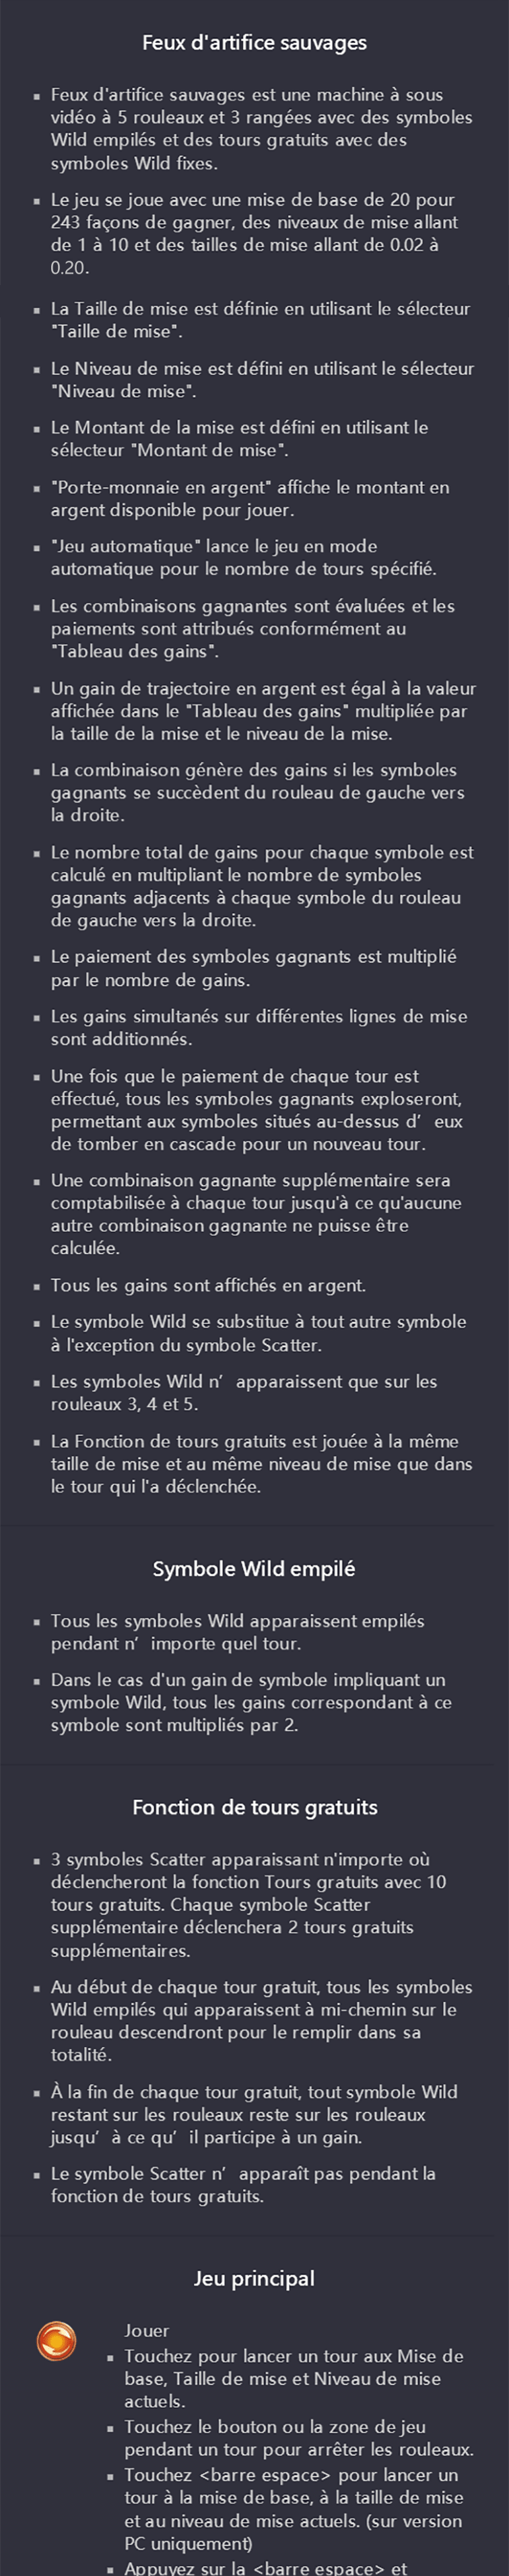 Feux d'artifice sauvages
▪ Feux d'artifice sauvages est une machine à sous
vidéo à 5 rouleaux et 3 rangées avec des symboles
Wild empilés et des tours gratuits avec des
symboles Wild fixes.
▪ Le jeu se joue avec une mise de base de 20 pour
243 façons de gagner, des niveaux de mise allant
de 1 à 10 et des tailles de mise allant de 0.02 à
0.20.
▪ La Taille de mise est définie en utilisant le sélecteur
"Taille de mise".
▪ Le Niveau de mise est défini en utilisant le sélecteur
"Niveau de mise".
▪ Le Montant de la mise est défini en utilisant le
sélecteur "Montant de mise".
▪ "Porte-monnaie en argent" affiche le montant en
argent disponible pour jouer.
▪ "Jeu automatique" lance le jeu en mode
automatique pour le nombre de tours spécifié.
▪ Les combinaisons gagnantes sont évaluées et les
paiements sont attribués conformément au
"Tableau des gains".
▪ Un gain de trajectoire en argent est égal à la valeur
affichée dans le "Tableau des gains" multipliée par
la taille de la mise et le niveau de la mise.
▪ La combinaison génère des gains si les symboles
gagnants se succèdent du rouleau de gauche vers
la droite.
▪ Le nombre total de gains pour chaque symbole est
calculé en multipliant le nombre de symboles
gagnants adjacents à chaque symbole du rouleau
de gauche vers la droite.
▪ Le paiement des symboles gagnants est multiplié
par le nombre de gains.
▪ Les gains simultanés sur différentes lignes de mise
sont additionnés.
▪ Une fois que le paiement de chaque tour est
effectué, tous les symboles gagnants exploseront,
permettant aux symboles situés au-dessus d’ eux
de tomber en cascade pour un nouveau tour.
▪ Une combinaison gagnante supplémentaire sera
comptabilisée à chaque tour jusqu'à ce qu'aucune
autre combinaison gagnante ne puisse être
calculée.
▪ Tous les gains sont affichés en argent.
▪ Le symbole Wild se substitue à tout autre symbole
à l'exception du symbole Scatter.
▪ Les symboles Wild n’ apparaissent que sur les
rouleaux 3, 4 et 5.
▪ La Fonction de tours gratuits est jouée à la même
taille de mise et au même niveau de mise que dans
le tour qui l'a déclenchée.
Symbole Wild empilé
▪ Tous les symboles Wild apparaissent empilés
pendant n’ importe quel tour.
▪ Dans le cas d'un gain de symbole impliquant un
symbole Wild, tous les gains correspondant à ce
symbole sont multipliés par 2.
Fonction de tours gratuits
▪ 3 symboles Scatter apparaissant n'importe où
déclencheront la fonction Tours gratuits avec 10
tours gratuits. Chaque symbole Scatter
supplémentaire déclenchera 2 tours gratuits
supplémentaires.
▪ Au début de chaque tour gratuit, tous les symboles
Wild empilés qui apparaissent à mi-chemin sur le
rouleau descendront pour le remplir dans sa
totalité.
▪ À la fin de chaque tour gratuit, tout symbole Wild
restant sur les rouleaux reste sur les rouleaux
jusqu’ à ce qu’ il participe à un gain.
▪ Le symbole Scatter n’ apparaît pas pendant la
fonction de tours gratuits.
Jeu principal
Jouer
▪ Touchez pour lancer un tour aux Mise de
base, Taille de mise et Niveau de mise
actuels.
▪ Touchez le bouton ou la zone de jeu
pendant un tour pour arrêter les rouleaux.
▪ Touchez <barre espace> pour lancer un
tour à la mise de base, à la taille de mise
et au niveau de mise actuels. (sur version
PC uniquement)
▪ Appuyez sur la <barre espace> et